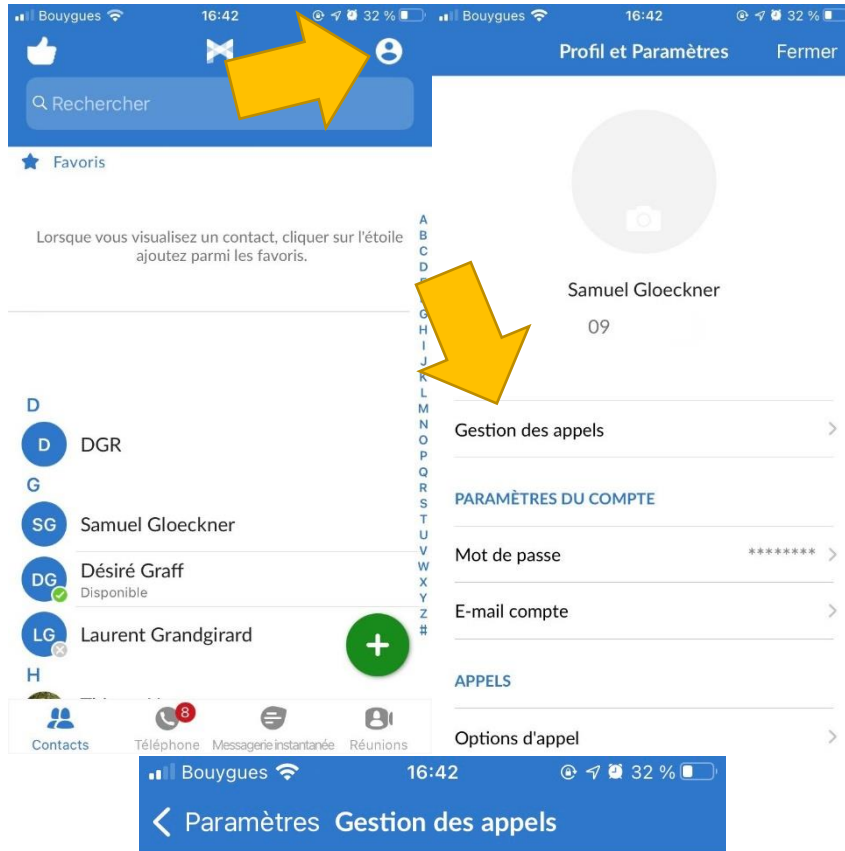 Bouygues 16:42 32 %
Rechercher
Favoris
Lorsque vous visualisez un contact, cliquer sur l'étoile
ajoutez parmi les favoris.
A
B
C
D
G
H
I
J
K
L
M
N
O
P
Q
R
S
T
U
V
W
X
Y
Z
#
D
D DGR
G
SG Samuel Gloeckner
DG Désiré Graff
Disponible
LG Laurent Grandgirard
+
H
8
Contacts Téléphone Messagerie instantanée Réunions
Bouygues 16:42 32 %
Profil et Paramètres Fermer
Samuel Gloeckner
09
Gestion des appels
PARAMÈTRES DU COMPTE
Mot de passe ********
E-mail compte
APPELS
Options d'appel
Bouygues 16:42 32 %
Paramètres Gestion des appels